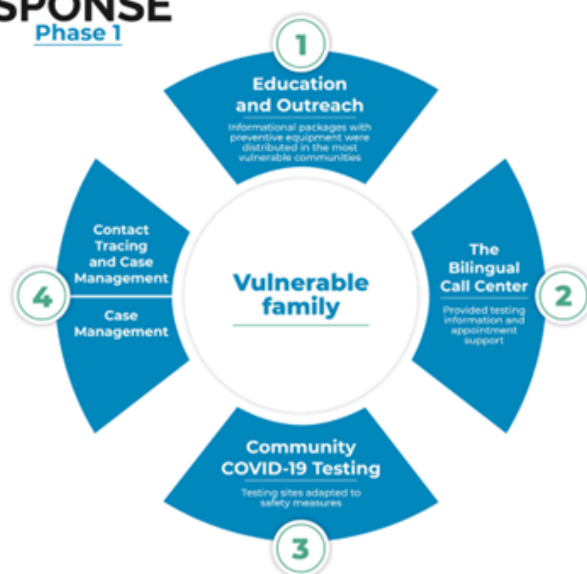 SPONSE
Phase 1
1
Education
and Outreach
Informational packages with
preventive equipment were
distributed in the most
vulnerable communities
2
The
Bilingual
Call Center
Provided testing
information and
appointment
support
3
Community
COVID-19 Testing
Testing sites adapted to
safety measures
4
Contact
Tracing
and Case
Management
Case
Management
Vulnerable
family